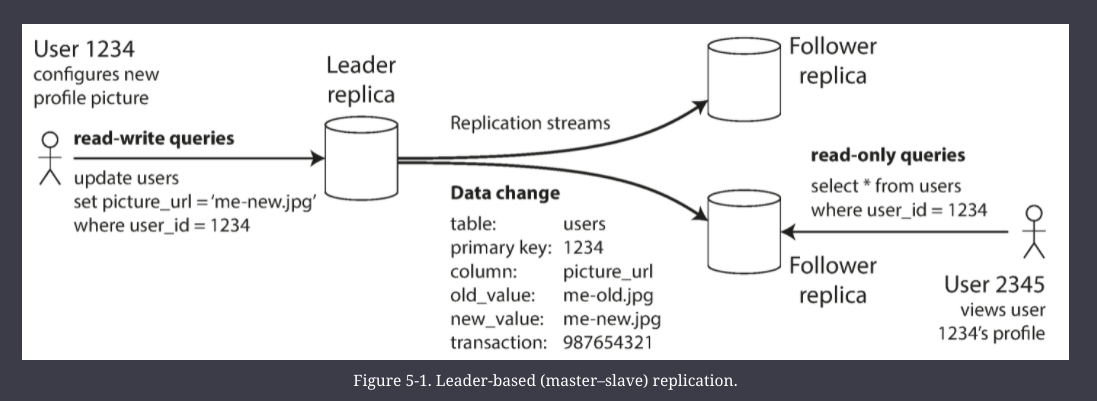 User 1234
configures new
profile picture
read-write queries
update users
set picture_url = 'me-new.jpg'
where user_id = 1234
Leader
replica
Replication streams
Data change
table: users
primary key: 1234
column: picture_url
old_value: me-old.jpg
new_value: me-new.jpg
transaction: 987654321
Follower
replica
read-only queries
select * from users
where user_id = 1234
Follower
replica
User 2345
views user
1234's profile
Figure 5-1. Leader-based (master–slave) replication.